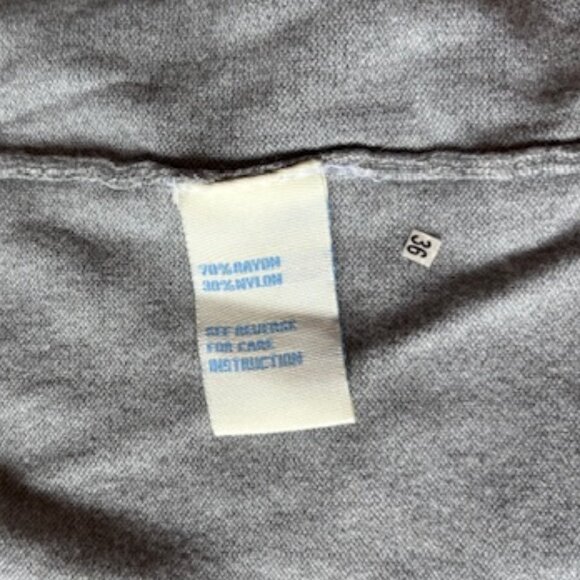 70% RAYON
30% NYLON
SEE REVERSE
FOR CARE
INSTRUCTION
36